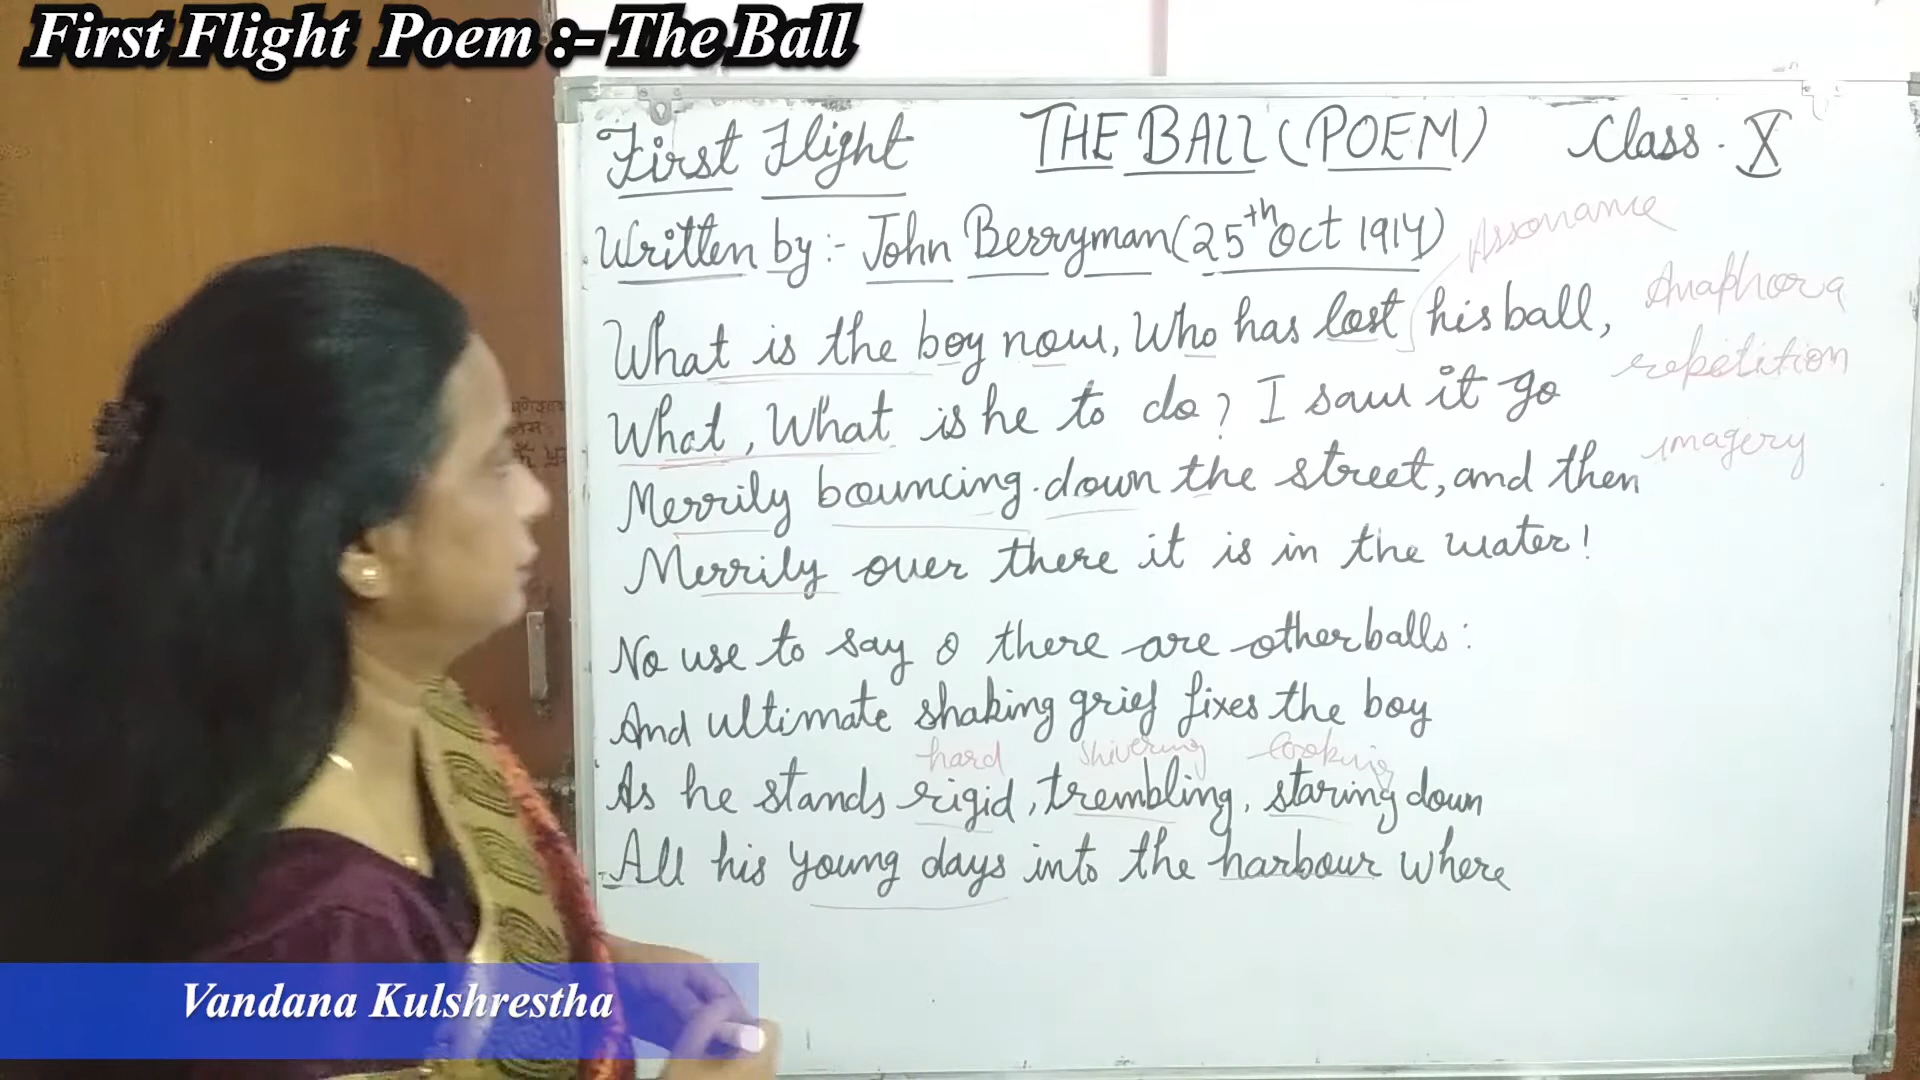 First Flight Poem :- The Ball
First Flight THE BALL (POEM) Class. X
Written by:- John Berryman (25th Oct 1914) Assonance
What is the boy now, Who has lost his ball, Anaphora
What, What is he to do? I saw it go repetition
Merrily bouncing. down the street, and then imagery
Merrily over there it is in the water!
No use to say O there are other balls:
And ultimate shaking grief fixes the boy
hard shivering looking
As he stands rigid, trembling, staring down
All his young days into the harbour where
Vandana Kulshrestha